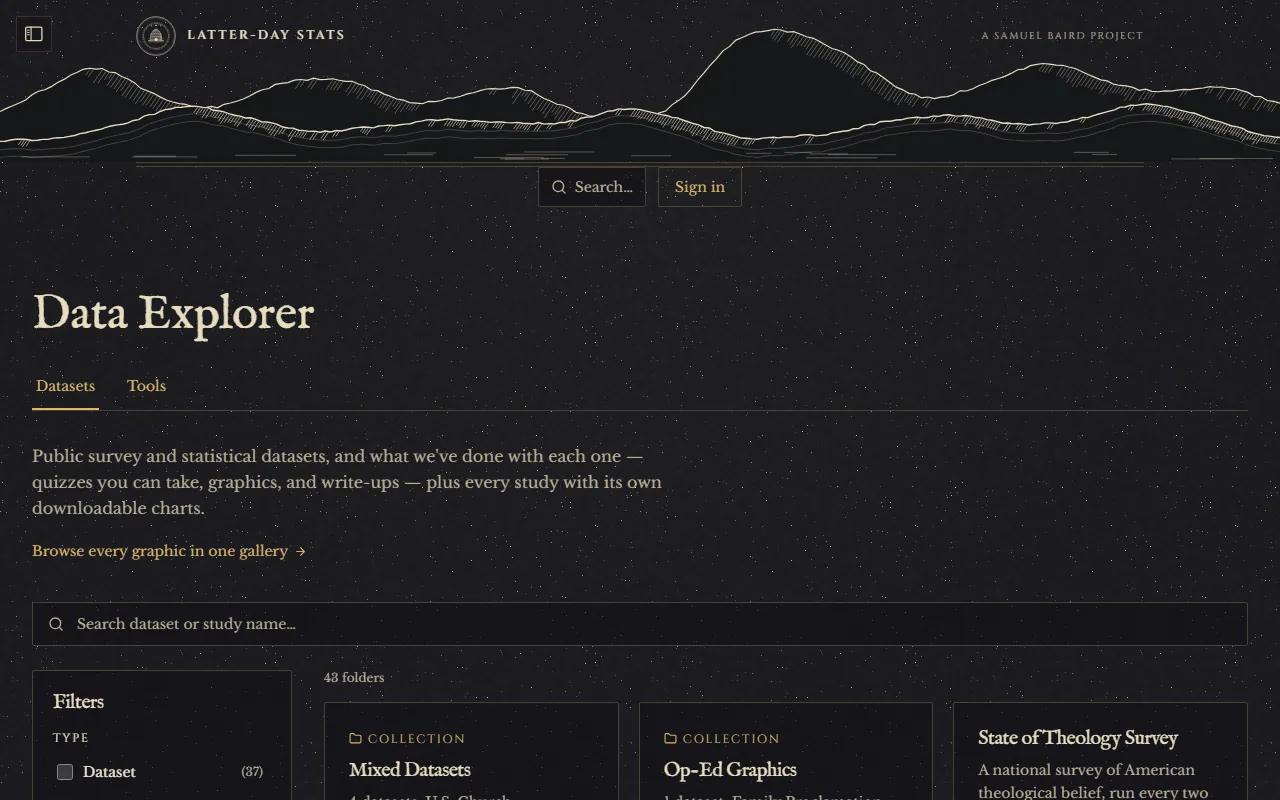 LATTER-DAY STATS
A SAMUEL BAIRD PROJECT
Search...
Sign in
Data Explorer
Datasets
Tools
Public survey and statistical datasets, and what we've done with each one —
quizzes you can take, graphics, and write-ups — plus every study with its own
downloadable charts.
Browse every graphic in one gallery →
Search dataset or study name...
Filters
TYPE
Dataset (37)
43 folders
COLLECTION
Mixed Datasets
COLLECTION
Op-Ed Graphics
State of Theology Survey
A national survey of American
theological belief, run every two